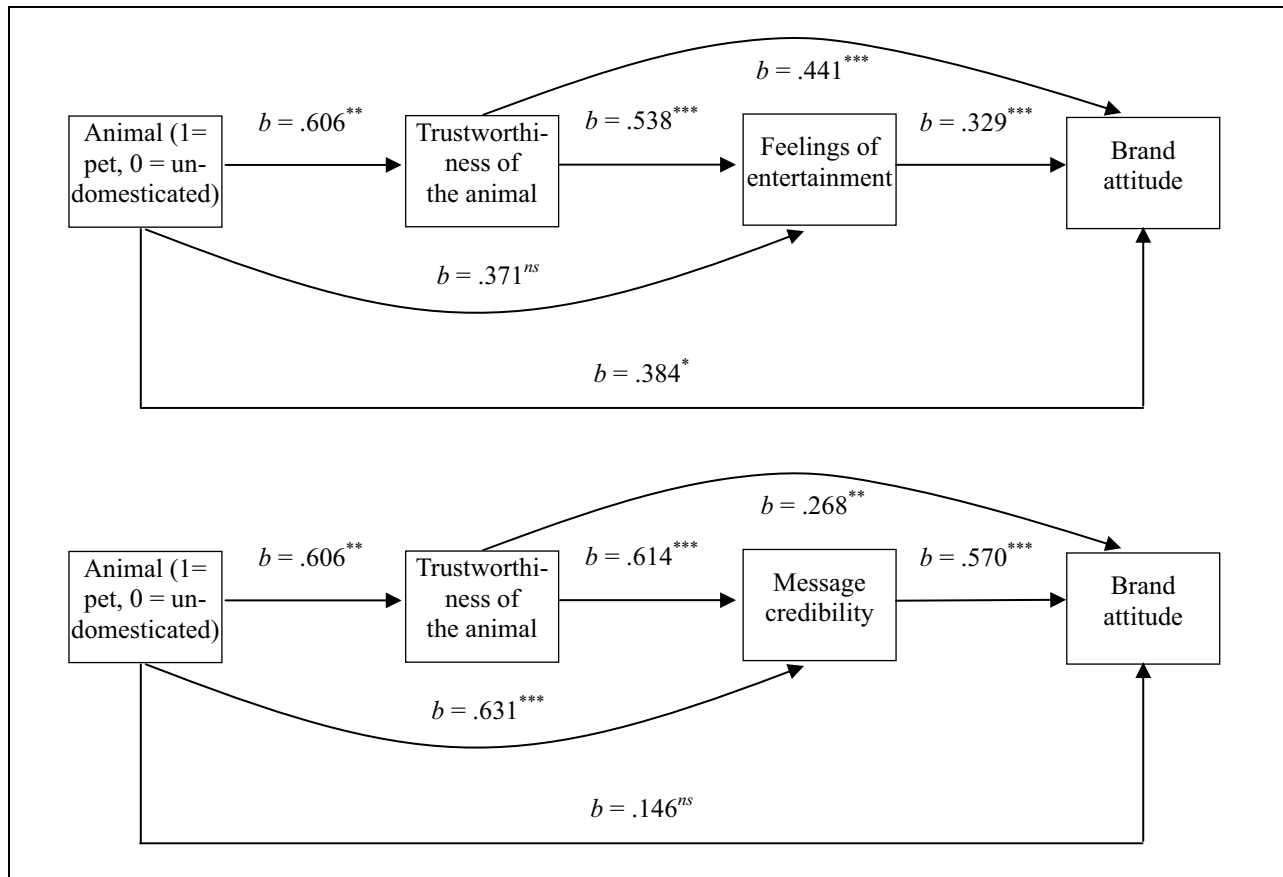 b = .441***
b = .606**
b = .538***
b = .329***
Animal (1=
pet, 0 = un-
domesticated)
Trustworthi-
ness of
the animal
Feelings of
entertainment
Brand
attitude
b = .371ns
b = .384*
b = .268**
b = .606**
b = .614***
b = .570***
Animal (1=
pet, 0 = un-
domesticated)
Trustworthi-
ness of
the animal
Message
credibility
Brand
attitude
b = .631***
b = .146ns